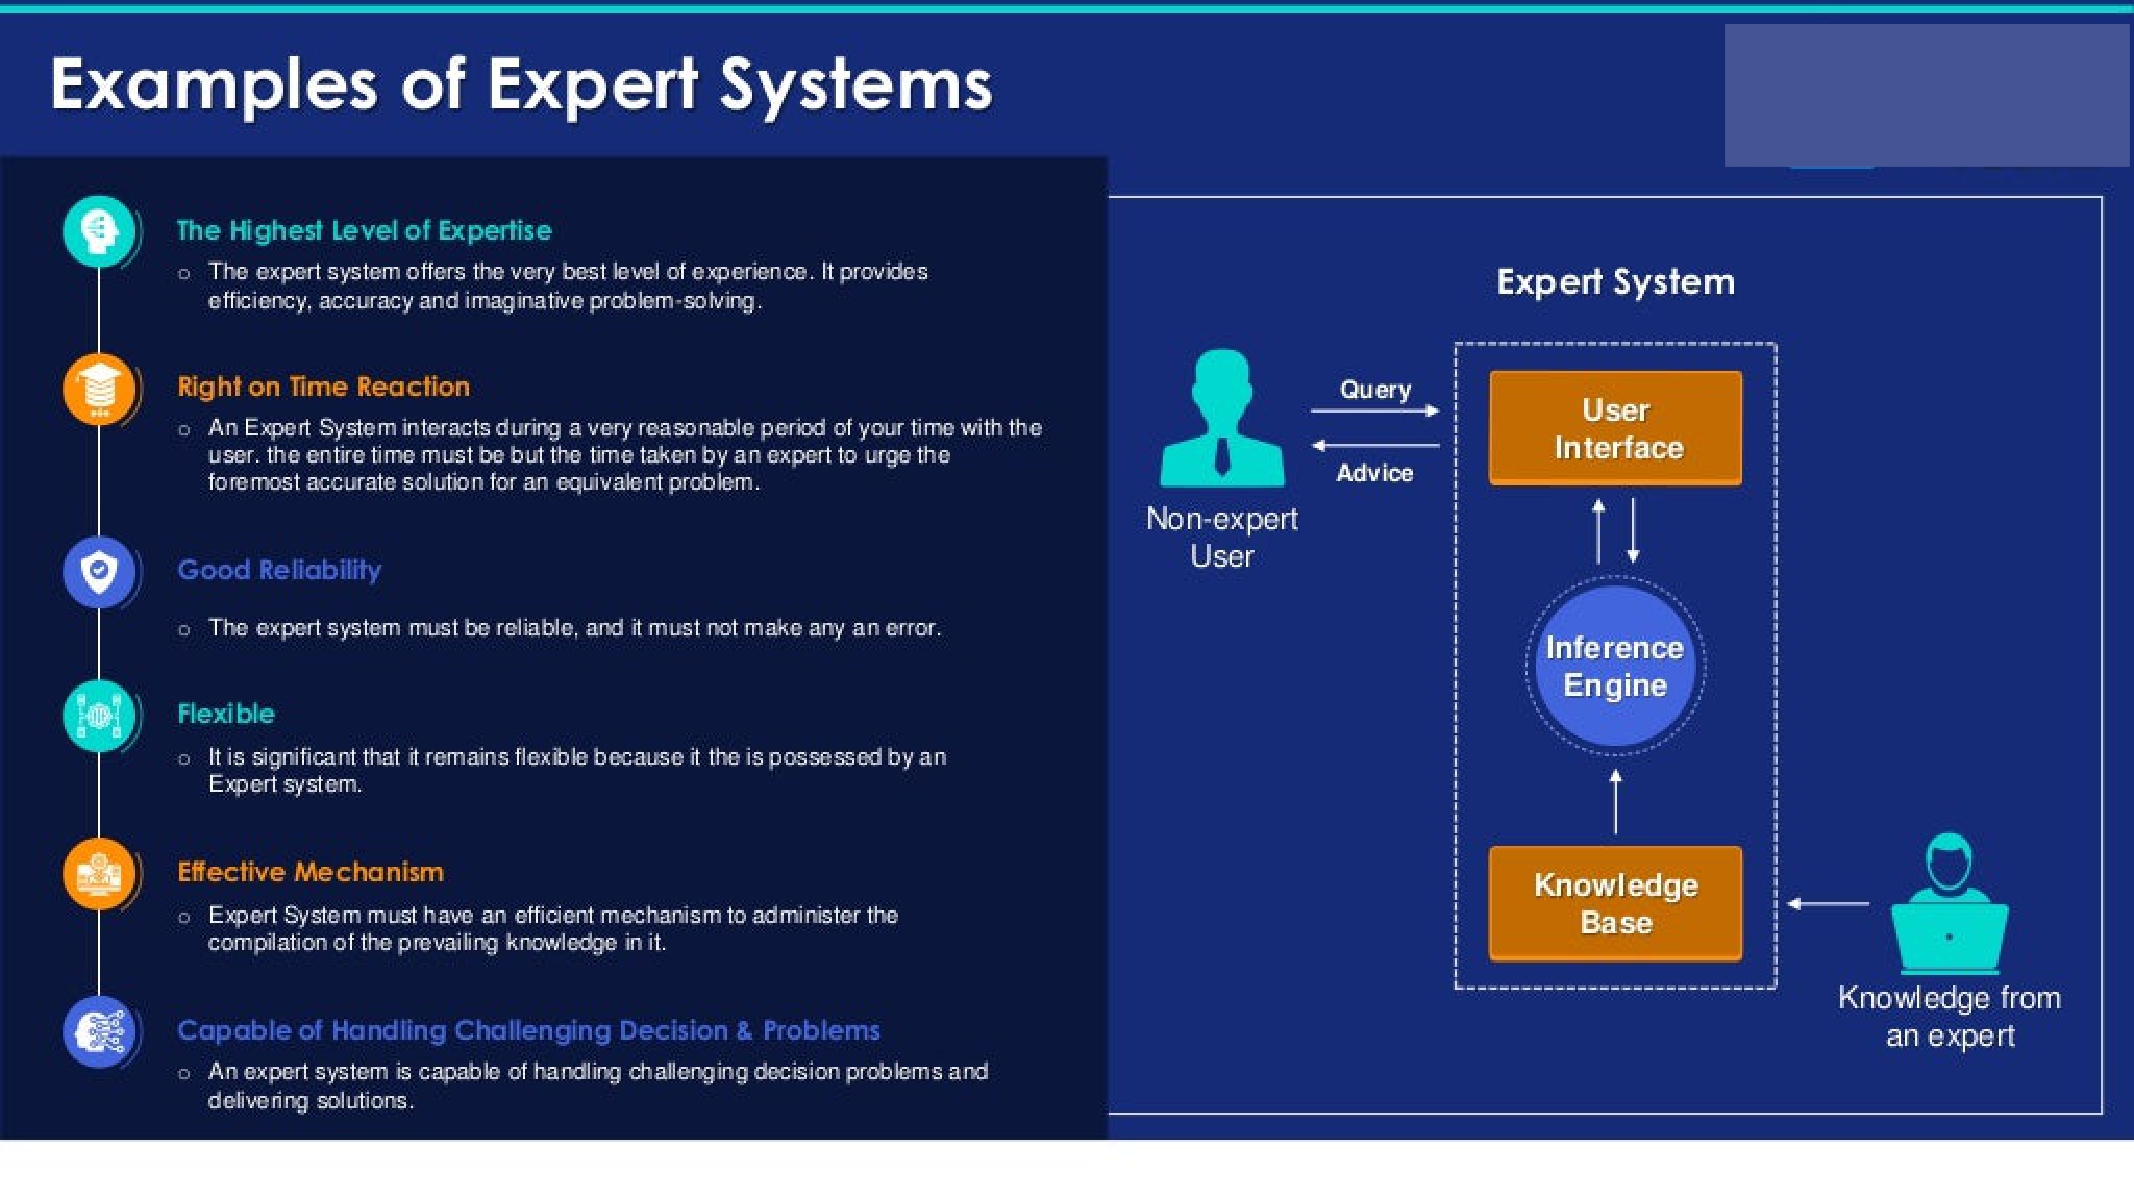 Examples of Expert Systems
The Highest Level of Expertise
The expert system offers the very best level of experience. It provides
efficiency, accuracy and imaginative problem-solving.
Right on Time Reaction
An Expert System interacts during a very reasonable period of your time with the
user. the entire time must be but the time taken by an expert to urge the
foremost accurate solution for an equivalent problem.
Good Reliability
The expert system must be reliable, and it must not make any an error.
Flexible
It is significant that it remains flexible because it the is possessed by an
Expert system.
Effective Mechanism
Expert System must have an efficient mechanism to administer the
compilation of the prevailing knowledge in it.
Capable of Handling Challenging Decision & Problems
An expert system is capable of handling challenging decision problems and
delivering solutions.
Expert System
Query
Advice
Non-expert
User
User
Interface
Inference
Engine
Knowledge
Base
Knowledge from
an expert